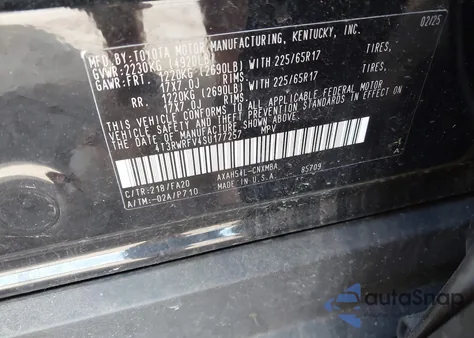 MFD.BY:TOYOTA MOTOR MANUFACTURING, KENTUCKY, INC. 02/25
GVWR:2230KG (4920LB)
GAWR:FRT. 1220KG (2690LB) WITH 225/65R17 TIRES,
17X7.0J RIMS
RR. 1220KG (2690LB) WITH 225/65R17 TIRES,
17X7.0J RIMS
THIS VEHICLE CONFORMS TO ALL APPLICABLE FEDERAL MOTOR
VEHICLE SAFETY AND THEFT PREVENTION STANDARDS IN EFFECT ON
THE DATE OF MANUFACTURE SHOWN ABOVE.
4T3RWRFV4SU177257 MPV
C/TR:218/FA20 AXAH54L-CNXMBA 85709
A/TM:-02A/P710 MADE IN U.S.A.
autoSnap